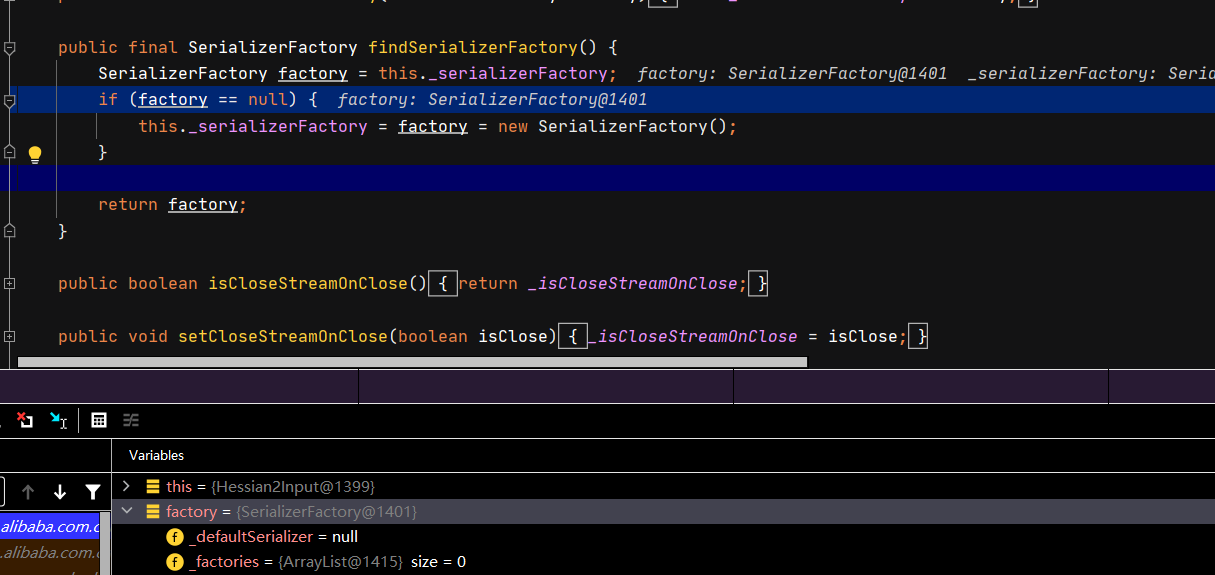 public final SerializerFactory findSerializerFactory() {
SerializerFactory factory = this._serializerFactory; factory: SerializerFactory@1401 _serializerFactory:
if (factory == null) { factory: SerializerFactory@1401
this._serializerFactory = factory = new SerializerFactory();
}
return factory;
}
public boolean isCloseStreamOnClose() { return _isCloseStreamOnClose; }
public void setCloseStreamOnClose(boolean isClose) { _isCloseStreamOnClose = isClose; }
Variables
this = {Hessian2Input@1399}
factory = {SerializerFactory@1401}
alibaba.com.c
_defaultSerializer = null
.alibaba.com.c
_factories = {ArrayList@1415} size = 0